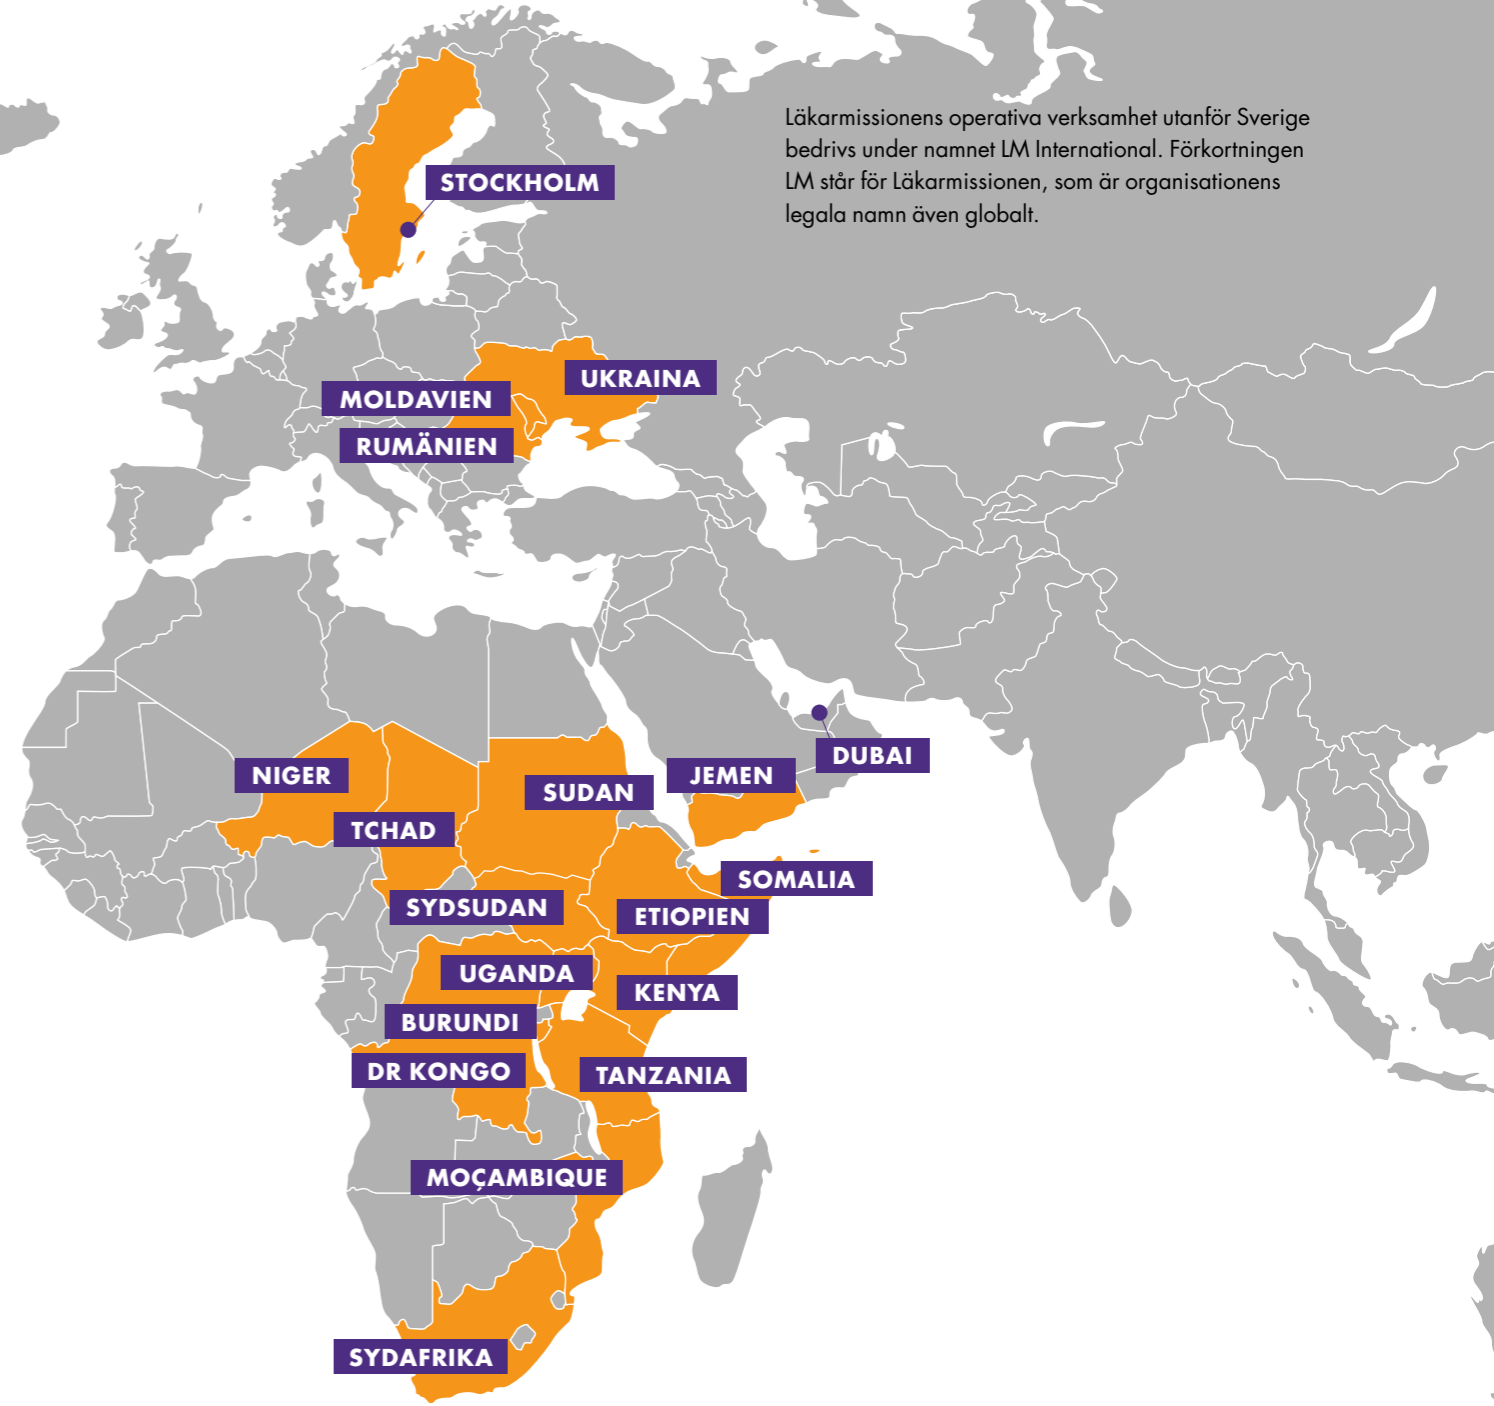 Läkarmissionens operativa verksamhet utanför Sverige
bedrivs under namnet LM International. Förkortningen
LM står för Läkarmissionen, som är organisationens
legala namn även globalt.
STOCKHOLM
UKRAINA
MOLDAVIEN
RUMÄNIEN
DUBAI
NIGER
JEMEN
SUDAN
TCHAD
SOMALIA
SYDSUDAN
ETIOPIEN
UGANDA
KENYA
BURUNDI
DR KONGO
TANZANIA
MOÇAMBIQUE
SYDAFRIKA